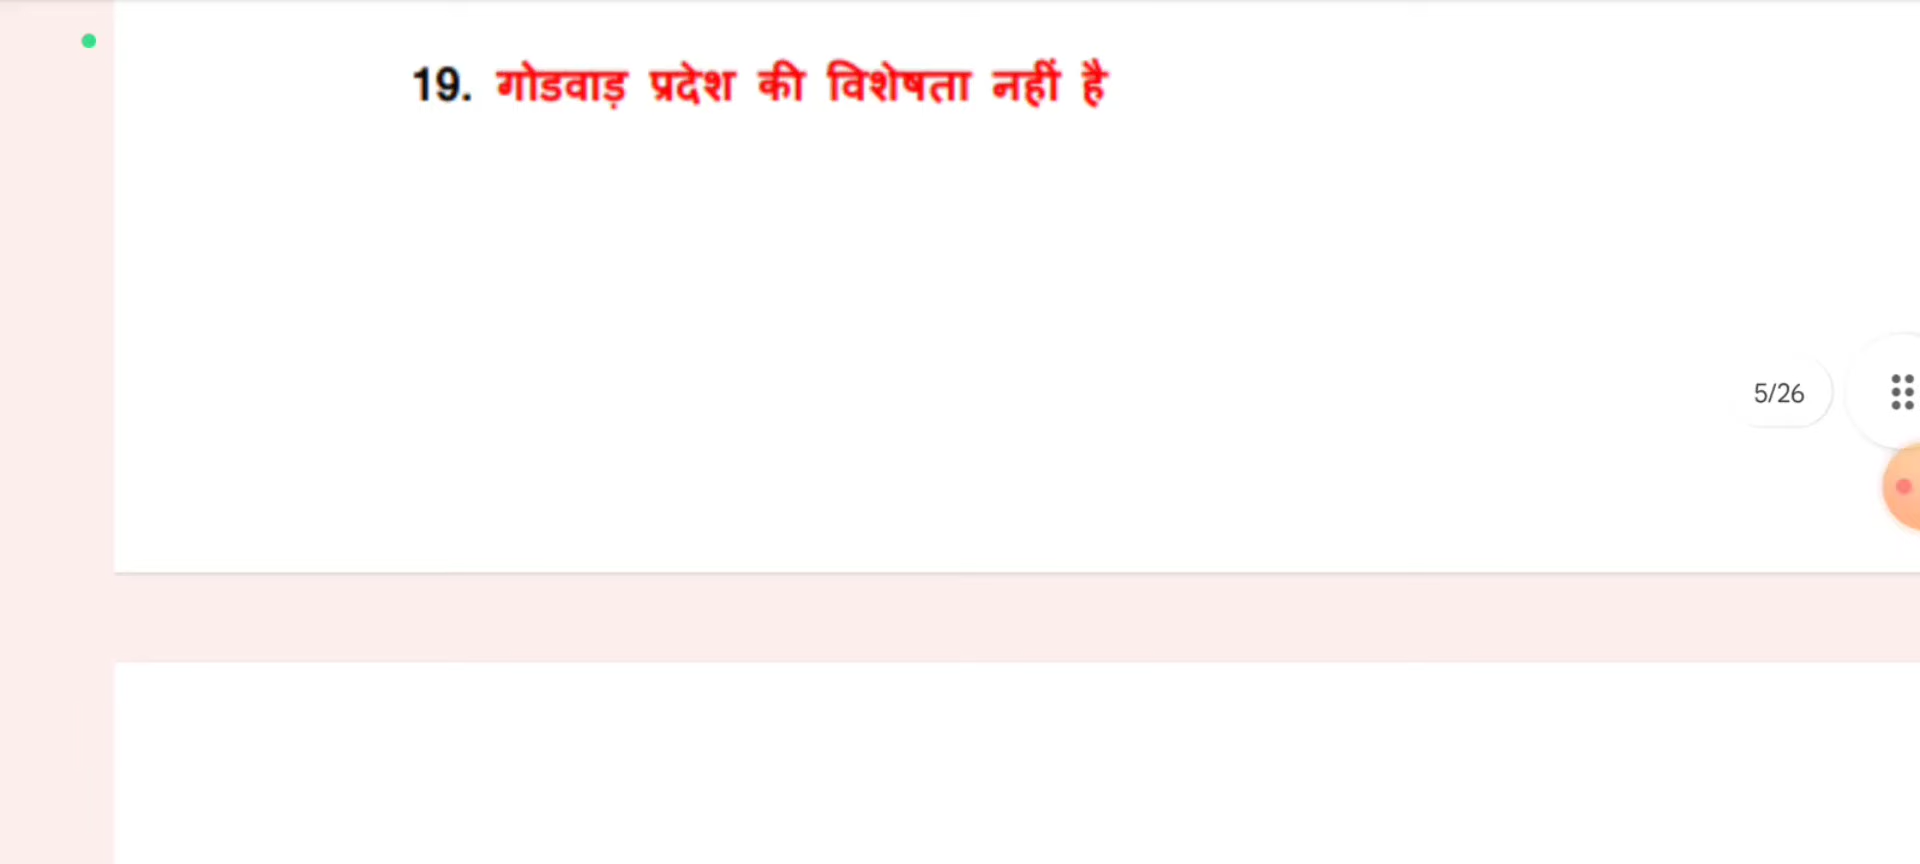 19. गोडवाड़ प्रदेश की विशेषता नहीं है
5/26